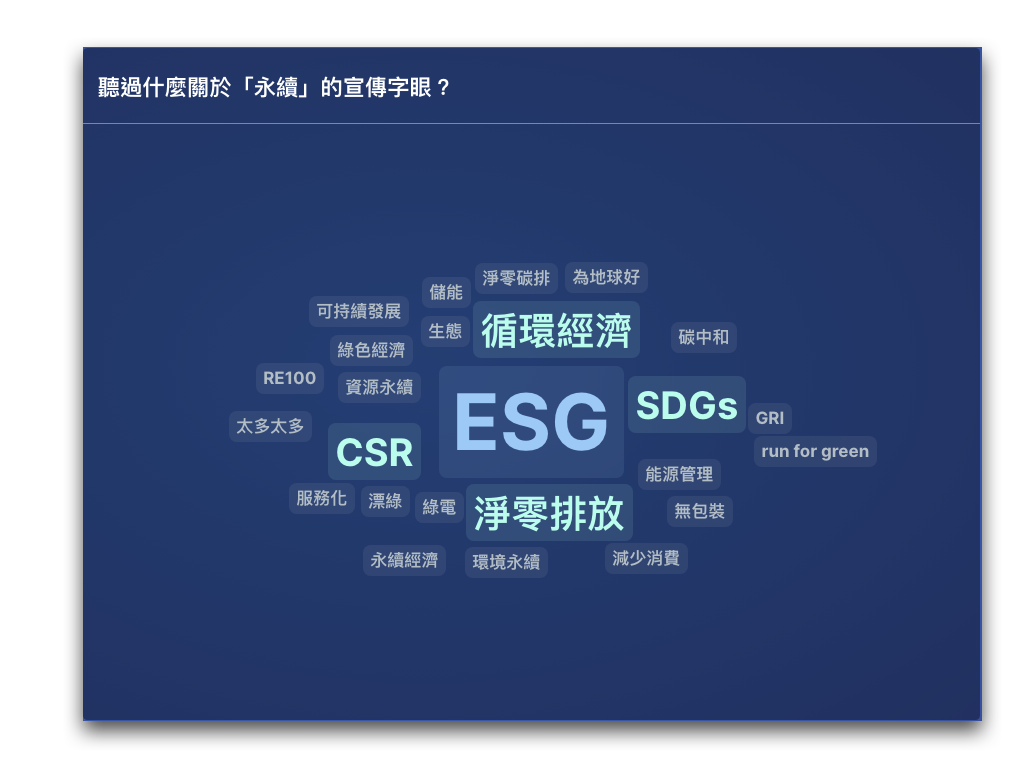 聽過什麼關於「永續」的宣傳字眼？
淨零碳排
為地球好
儲能
可持續發展
生態
循環經濟
碳中和
綠色經濟
RE100
資源永續
ESG
SDGs
GRI
太多太多
CSR
run for green
能源管理
服務化
漂綠
綠電
淨零排放
無包裝
永續經濟
環境永續
減少消費